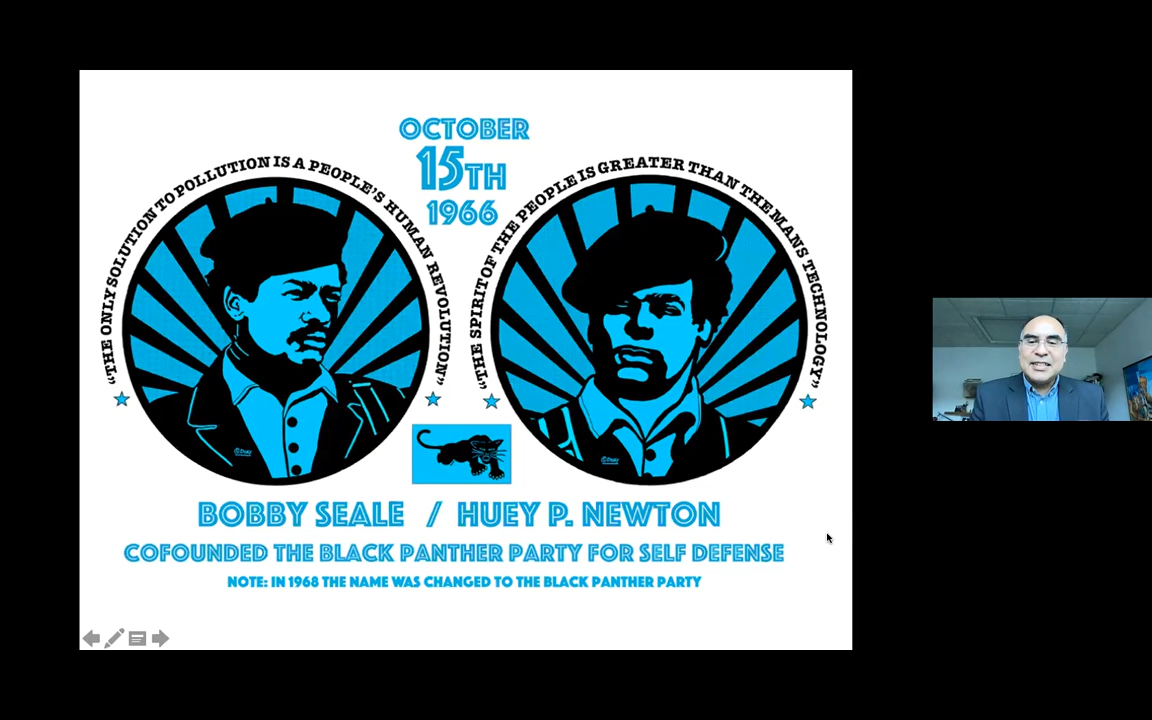 OCTOBER
15TH
1966
"THE ONLY SOLUTION TO POLLUTION IS A PEOPLE'S HUMAN REVOLUTION"
"THE SPIRIT OF THE PEOPLE IS GREATER THAN THE MANS TECHNOLOGY"
BOBBY SEALE / HUEY P. NEWTON
COFOUNDED THE BLACK PANTHER PARTY FOR SELF DEFENSE
NOTE: IN 1968 THE NAME WAS CHANGED TO THE BLACK PANTHER PARTY